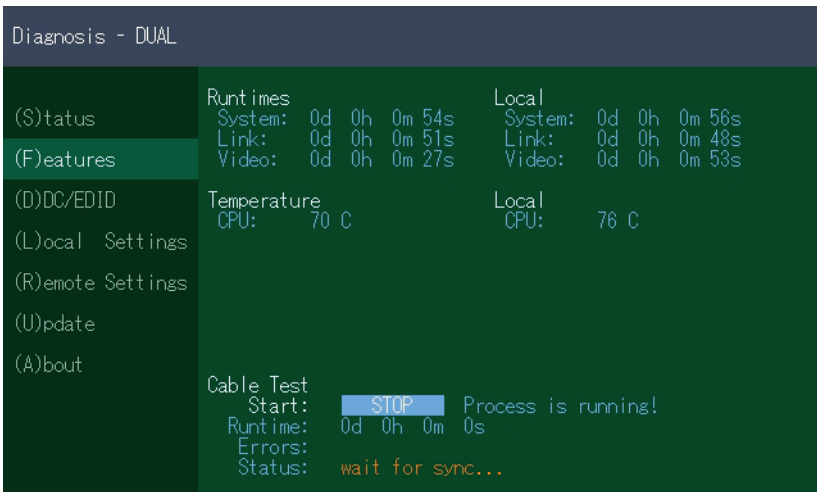 Diagnosis - DUAL
(S)tatus
(F)eatures
(D)DC/EDID
(L)ocal Settings
(R)emote Settings
(U)pdate
(A)bout
Runtimes
System: 0d 0h 0m 54s
Link: 0d 0h 0m 51s
Video: 0d 0h 0m 27s
Local
System: 0d 0h 0m 56s
Link: 0d 0h 0m 48s
Video: 0d 0h 0m 53s
Temperature
CPU: 70 C
Local
CPU: 76 C
Cable Test
Start: STOP Process is running!
Runtime: 0d 0h 0m 0s
Errors:
Status: wait for sync...